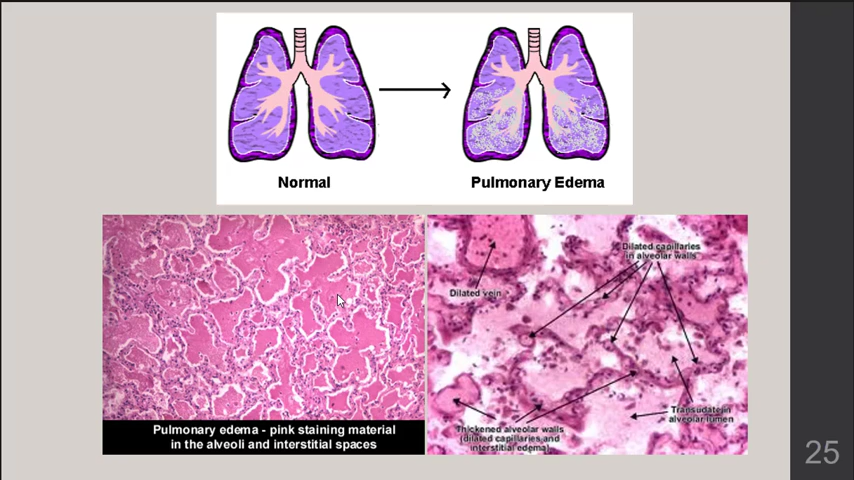 Normal
Pulmonary Edema
Dilated capillaries
in alveolar walls
Dilated vein
Transudate in
alveolar lumen
Thickened alveolar walls
(dilated capillaries and
interstitial edema)
Pulmonary edema - pink staining material
in the alveoli and interstitial spaces
25